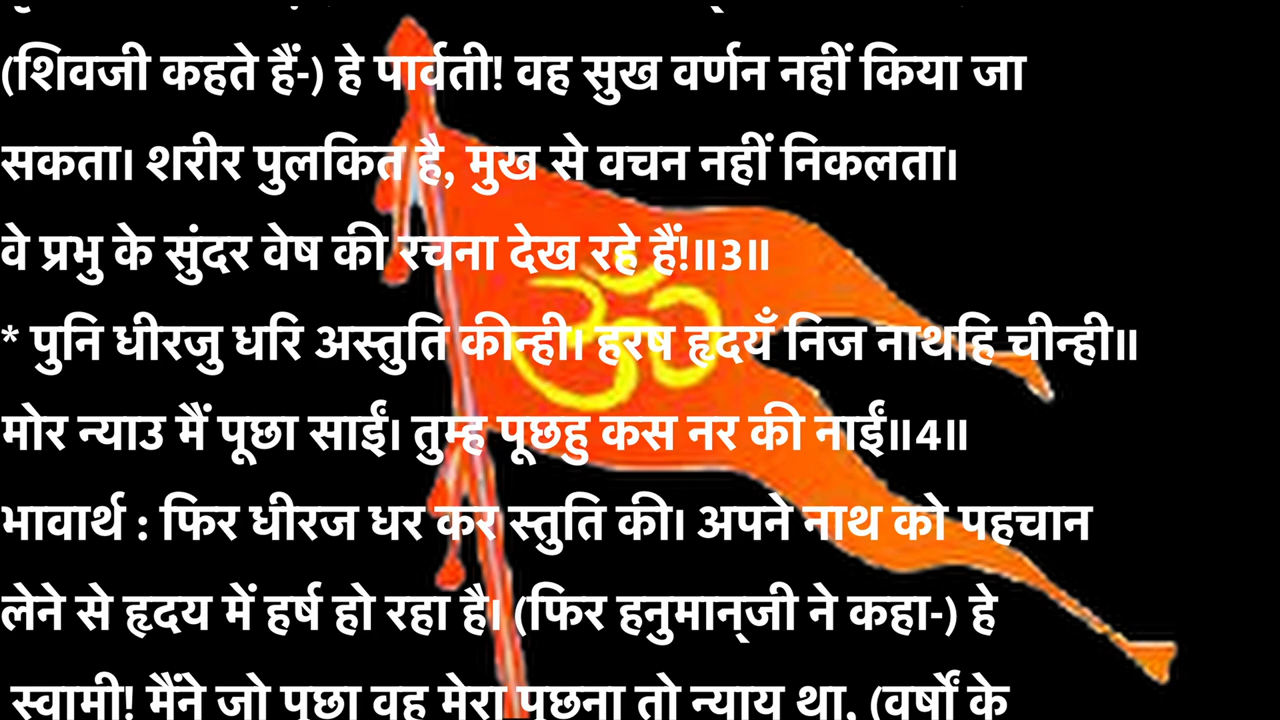 (शिवजी कहते हैं-) हे पार्वती! वह सुख वर्णन नहीं किया जा
सकता। शरीर पुलकित है, मुख से वचन नहीं निकलता।
वे प्रभु के सुंदर वेष की रचना देख रहे हैं!॥3॥
* पुनि धीरजु धरि अस्तुति कीन्ही। हरष हृदयँ निज नाथहि चीन्ही॥
मोर न्याउ मैं पूछा साईं। तुम्ह पूछहु कस नर की नाईं॥4॥
भावार्थ : फिर धीरज धर कर स्तुति की। अपने नाथ को पहचान
लेने से हृदय में हर्ष हो रहा है। (फिर हनुमान्‌जी ने कहा-) हे
स्वामी! मैंने जो पूछा वह मेरा पूछना तो न्याय था, (वर्षों के
ॐ